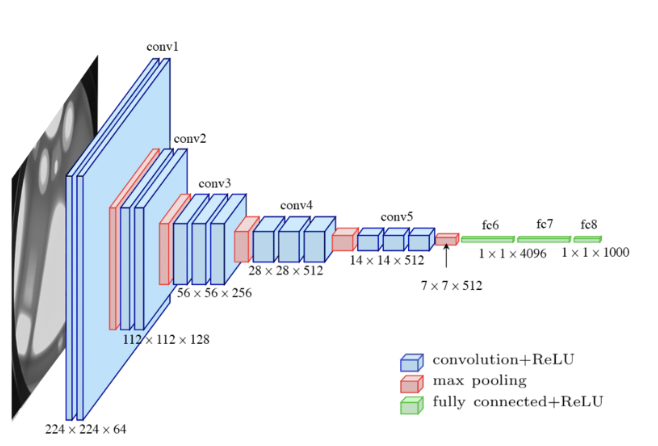 conv1
conv2
conv3
conv4
conv5
fc6
fc7
fc8
1 × 1 × 4096
1 × 1 × 1000
14 × 14 × 512
28 × 28 × 512
7 × 7 × 512
56 × 56 × 256
112 × 112 × 128
224 × 224 × 64
convolution+ReLU
max pooling
fully connected+ReLU